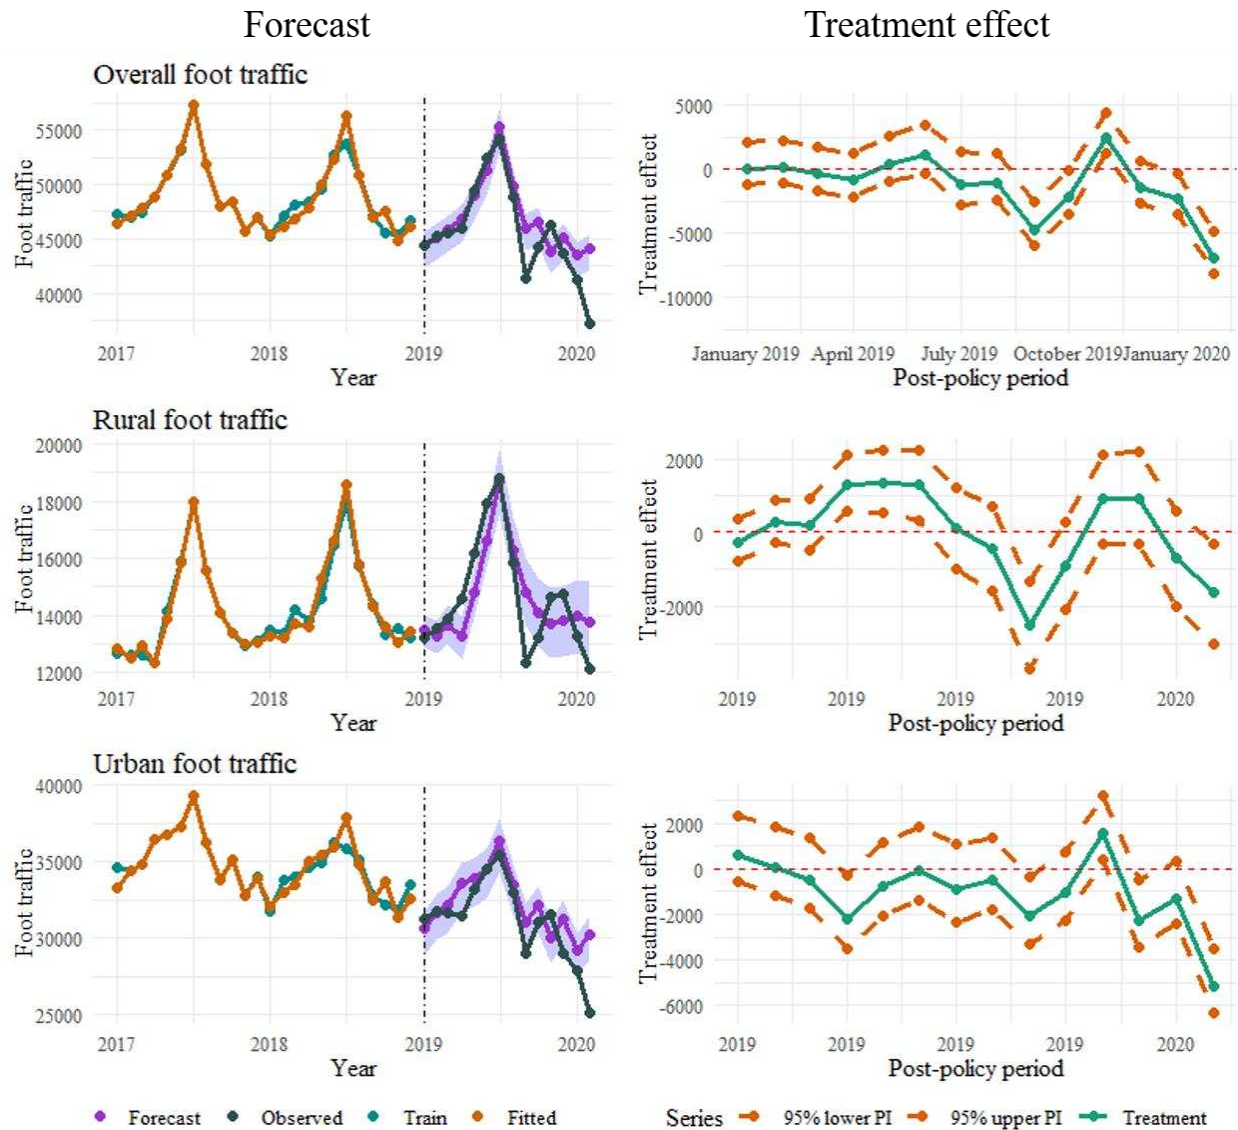 Forecast
Treatment effect
Overall foot traffic
Foot traffic
55000
50000
45000
40000
2017
2018
2019
2020
Year
Treatment effect
5000
0
-5000
-10000
January 2019
April 2019
July 2019
October 2019
January 2020
Post-policy period
Rural foot traffic
Foot traffic
20000
18000
16000
14000
12000
2017
2018
2019
2020
Year
Treatment effect
2000
0
-2000
2019
2019
2019
2019
2020
Post-policy period
Urban foot traffic
Foot traffic
40000
35000
30000
25000
2017
2018
2019
2020
Year
Treatment effect
2000
0
-2000
-4000
-6000
2019
2019
2019
2019
2020
Post-policy period
Forecast
Observed
Train
Fitted
Series
95% lower PI
95% upper PI
Treatment